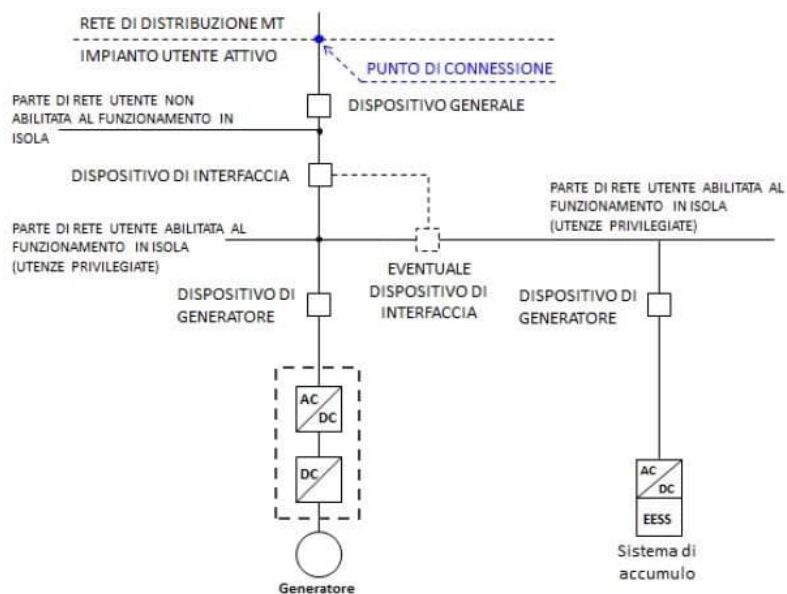 RETE DI DISTRIBUZIONE MT
IMPIANTO UTENTE ATTIVO
PUNTO DI CONNESSIONE
PARTE DI RETE UTENTE NON
ABILITATA AL FUNZIONAMENTO IN
ISOLA
DISPOSITIVO GENERALE
DISPOSITIVO DI INTERFACCIA
PARTE DI RETE UTENTE ABILITATA AL
FUNZIONAMENTO IN ISOLA
(UTENZE PRIVILEGIATE)
PARTE DI RETE UTENTE ABILITATA AL
FUNZIONAMENTO IN ISOLA
(UTENZE PRIVILEGIATE)
EVENTUALE
DISPOSITIVO DI
INTERFACCIA
DISPOSITIVO DI
GENERATORE
DISPOSITIVO DI
GENERATORE
AC
DC
DC
AC
DC
EESS
Generatore
Sistema di
accumulo